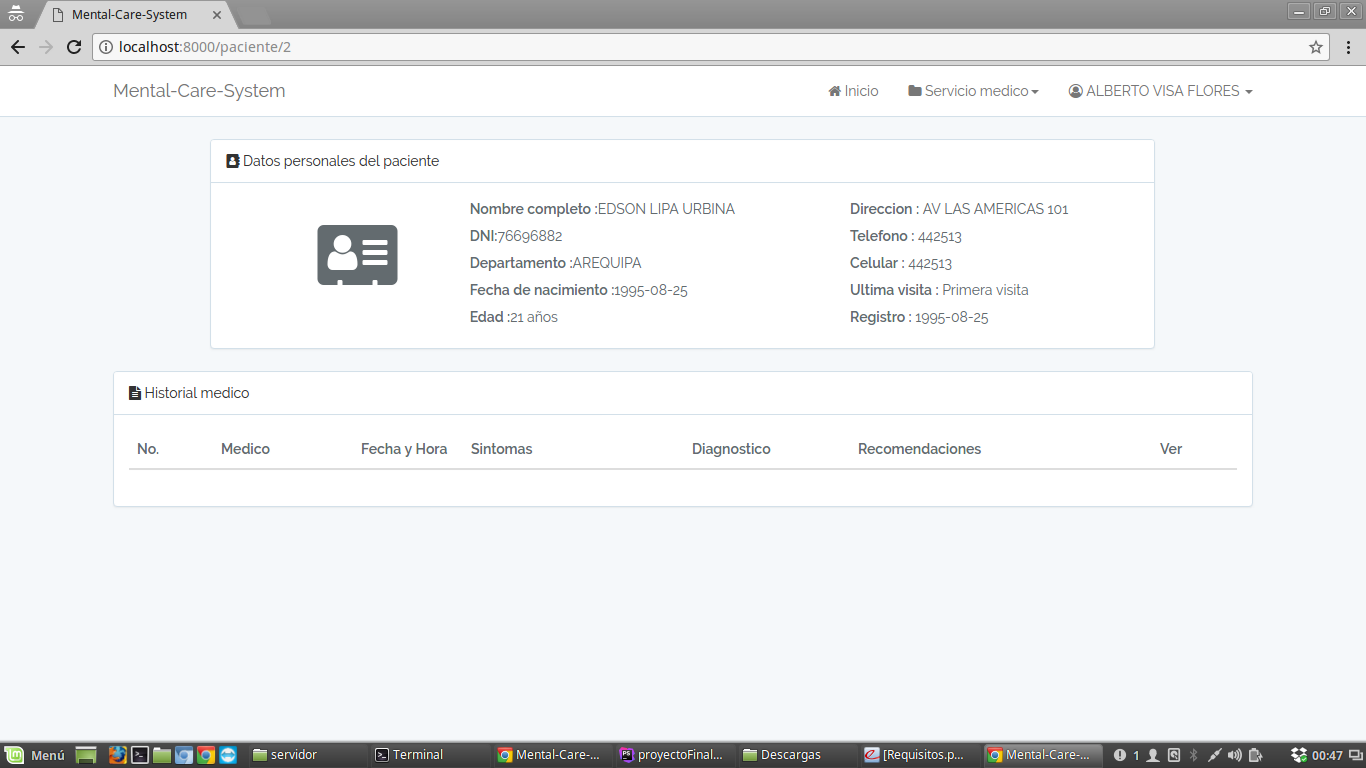 Mental-Care-System
localhost:8000/paciente/2
Mental-Care-System Inicio Servicio medico ALBERTO VISA FLORES
Datos personales del paciente
Nombre completo :EDSON LIPA URBINA
DNI:76696882
Departamento :AREQUIPA
Fecha de nacimiento :1995-08-25
Edad :21 años
Direccion : AV LAS AMERICAS 101
Telefono : 442513
Celular : 442513
Ultima visita : Primera visita
Registro : 1995-08-25
Historial medico
No. Medico Fecha y Hora Sintomas Diagnostico Recomendaciones Ver
Menú servidor Terminal Mental-Care-... proyectoFinal... Descargas [Requisitos.p... Mental-Care-... 1 00:47